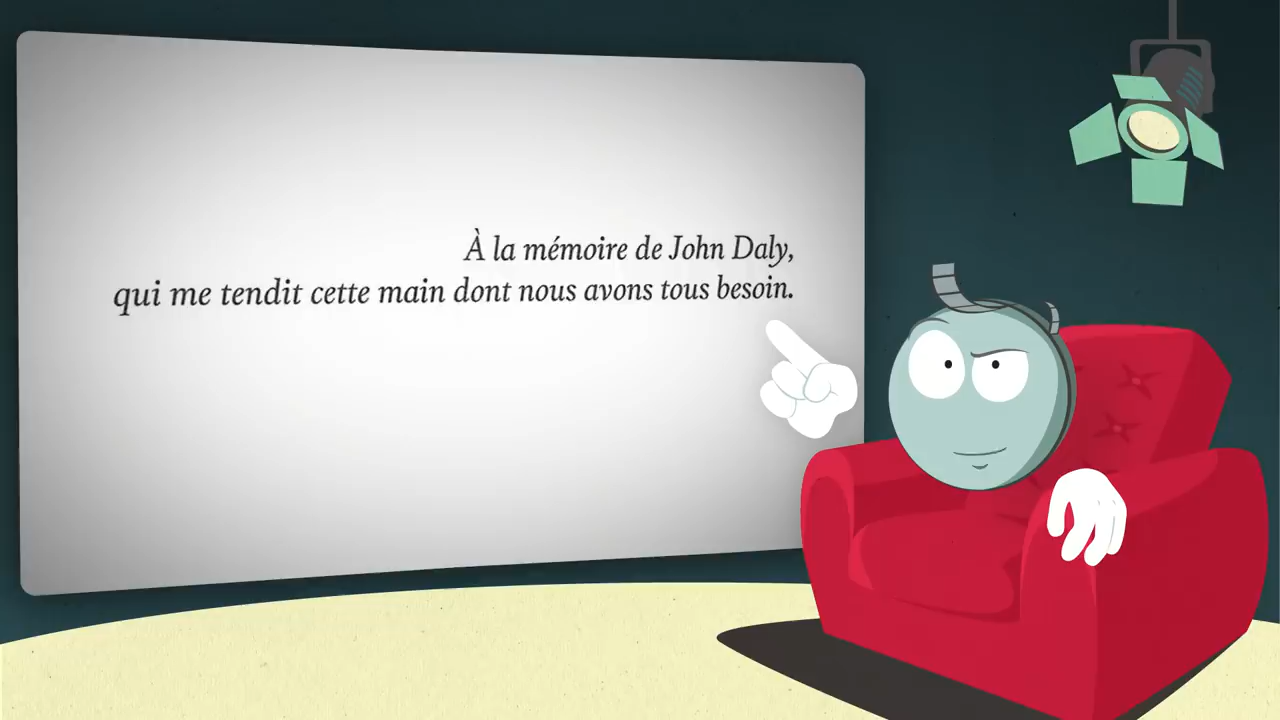 À la mémoire de John Daly,
qui me tendit cette main dont nous avons tous besoin.